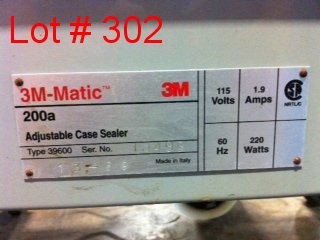 Lot # 302
3M-Matic™
3M
200a
Adjustable Case Sealer
Type 39600 Ser. No.
Made in Italy
115 Volts
1.9 Amps
60 Hz
220 Watts
NRTL/C